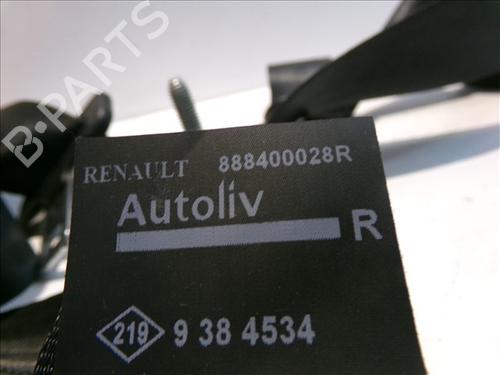 B-PARTS
RENAULT 888400028R
Autoliv
R
219 9 38 4534